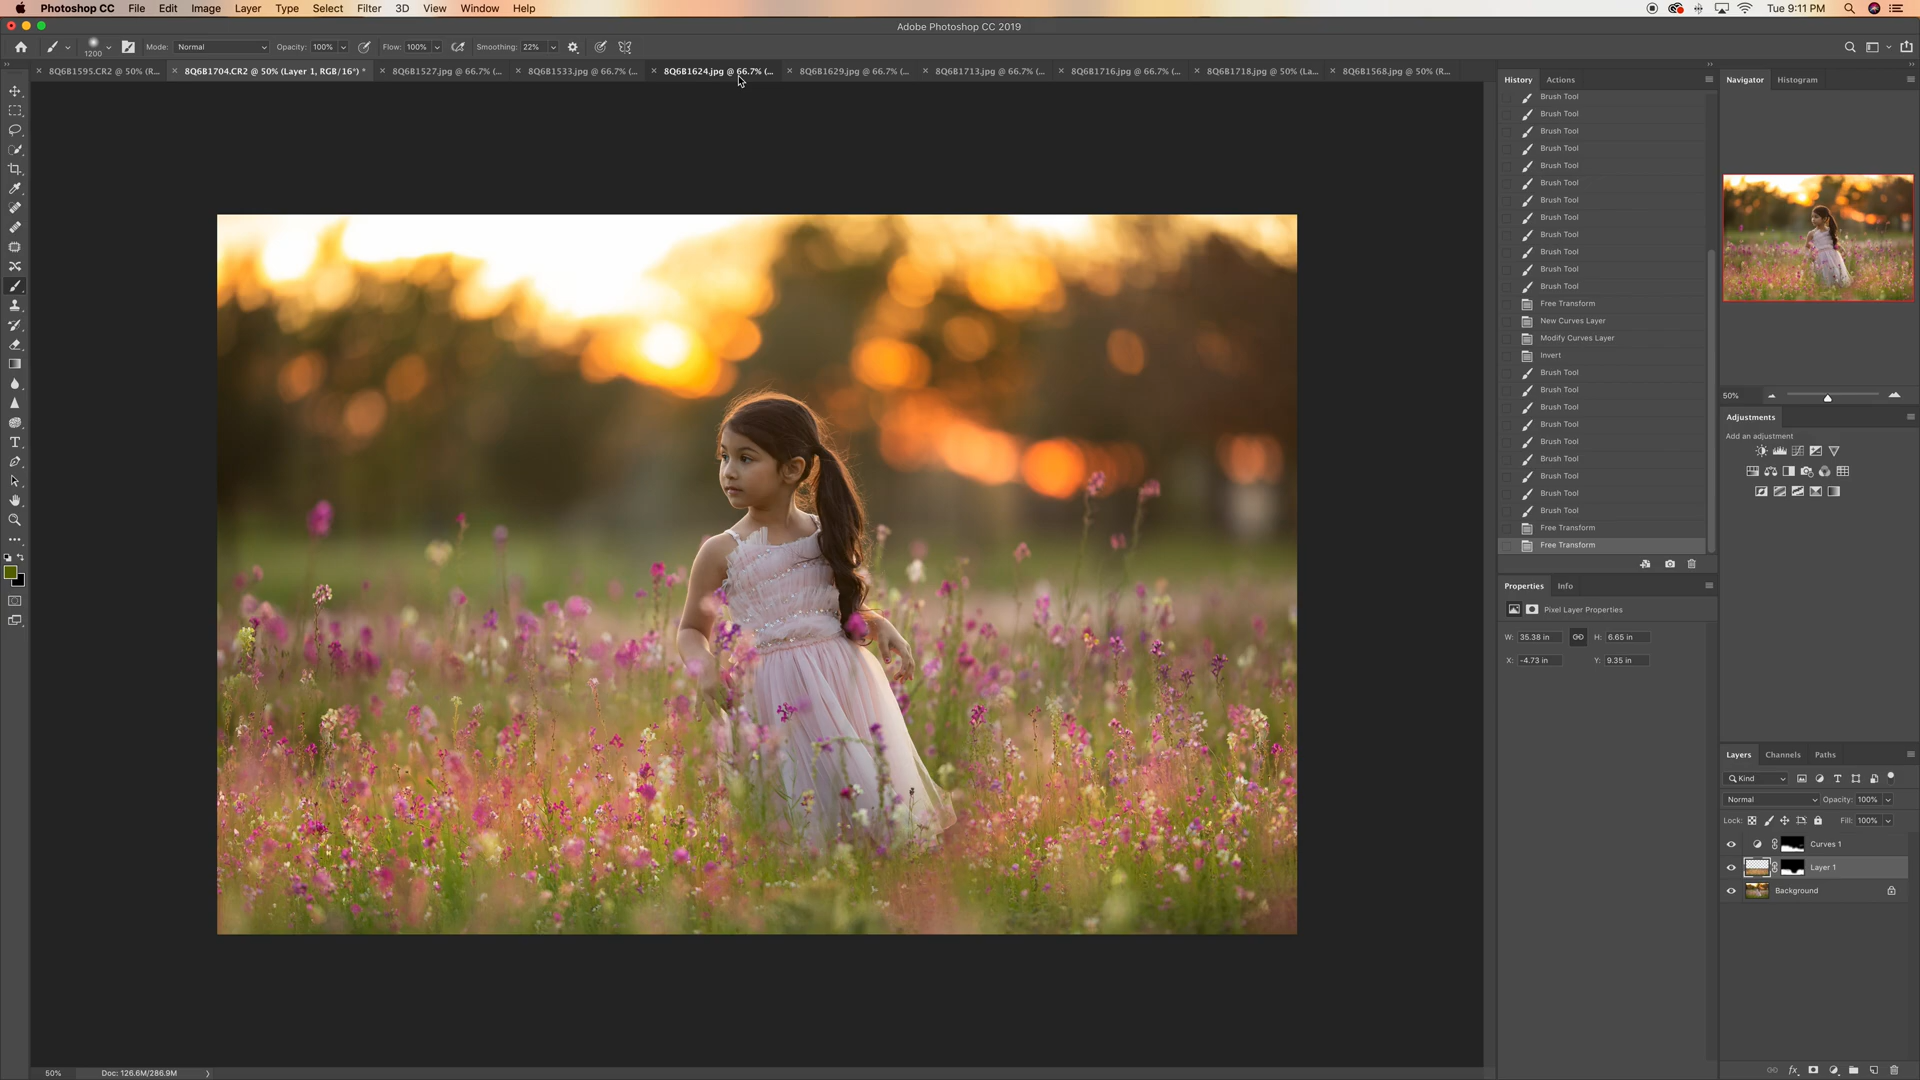 Photoshop CC File Edit Image Layer Type Select Filter 3D View Window Help Tue 9:11 PM
Adobe Photoshop CC 2019
1200 Mode: Normal Opacity: 100% Flow: 100% Smoothing: 22%
8Q6B1595.CR2 @ 50% (R... 8Q6B1704.CR2 @ 50% (Layer 1, RGB/16*) * 8Q6B1527.jpg @ 66.7% (... 8Q6B1533.jpg @ 66.7% (... 8Q6B1624.jpg @ 66.7% (... 8Q6B1629.jpg @ 66.7% (... 8Q6B1713.jpg @ 66.7% (... 8Q6B1716.jpg @ 66.7% (... 8Q6B1718.jpg @ 50% (La... 8Q6B1568.jpg @ 50% (R...
History Actions
Brush Tool
Brush Tool
Brush Tool
Brush Tool
Brush Tool
Brush Tool
Brush Tool
Brush Tool
Brush Tool
Brush Tool
Brush Tool
Brush Tool
Free Transform
New Curves Layer
Modify Curves Layer
Invert
Brush Tool
Brush Tool
Brush Tool
Brush Tool
Brush Tool
Brush Tool
Brush Tool
Brush Tool
Brush Tool
Free Transform
Free Transform
Properties Info
Pixel Layer Properties
W: 35.38 in H: 6.65 in
X: -4.73 in Y: 9.35 in
Navigator Histogram
50%
Adjustments
Add an adjustment
Layers Channels Paths
Kind
Normal Opacity: 100%
Lock: Fill: 100%
Curves 1
Layer 1
Background
50% Doc: 126.6M/286.9M